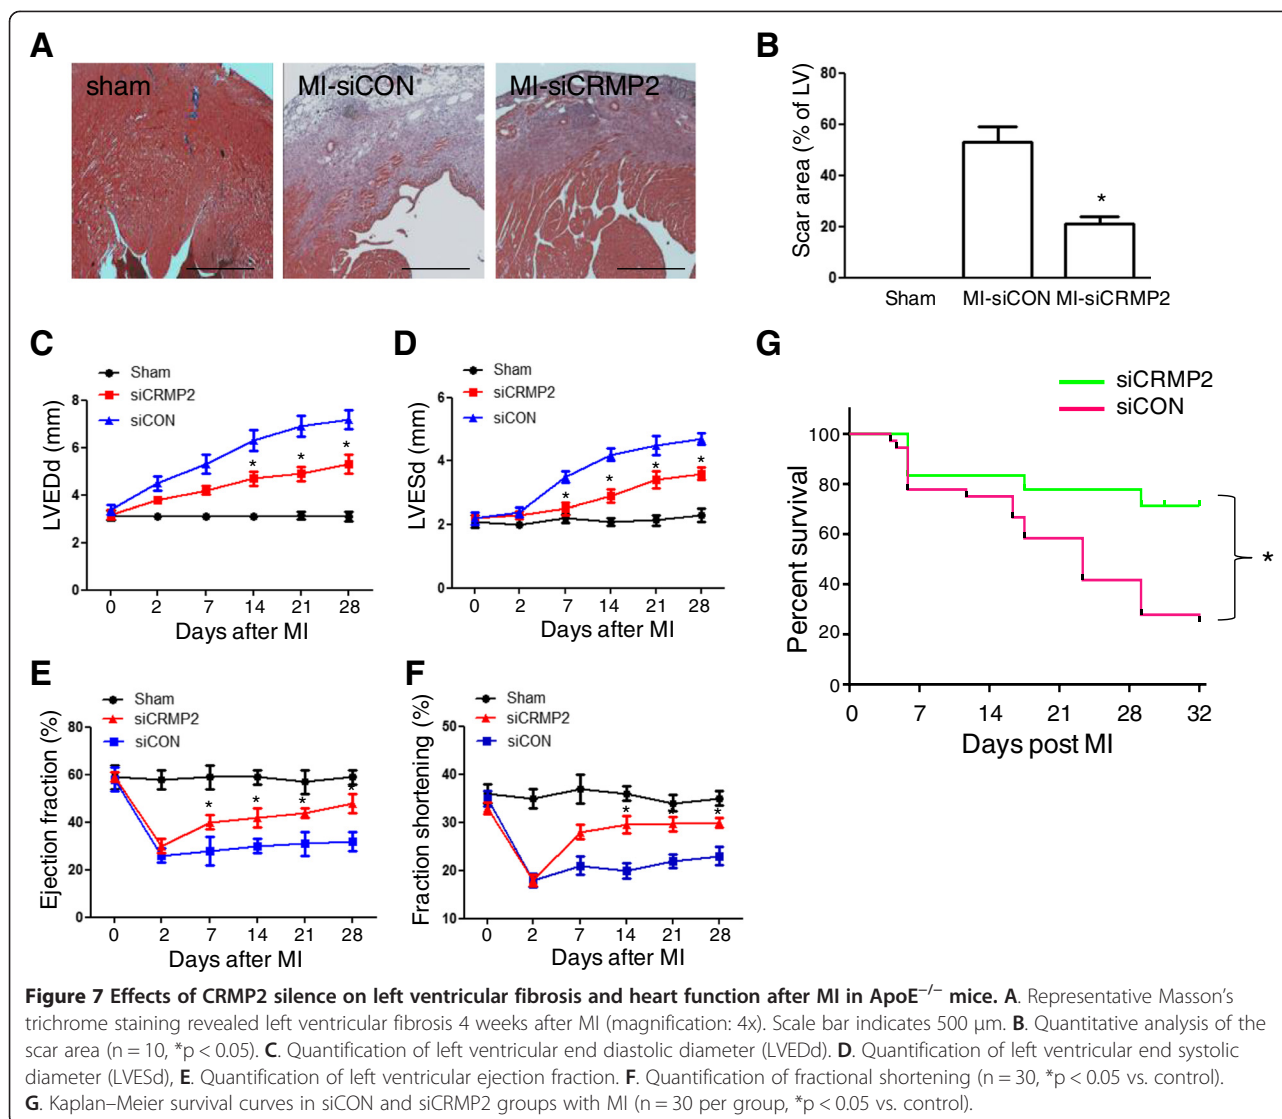 A
sham
MI-siCON
MI-siCRMP2
B
Scar area (% of LV)
80
60
40
20
0
Sham
MI-siCON
MI-siCRMP2
*
C
Sham
siCRMP2
siCON
LVEDd (mm)
8
6
4
2
0
* * *
0 2 7 14 21 28
Days after MI
D
Sham
siCRMP2
siCON
LVESd (mm)
6
4
2
0
* * * *
0 2 7 14 21 28
Days after MI
G
siCRMP2
siCON
Percent survival
100
80
60
40
20
0
*
0 7 14 21 28 32
Days post MI
E
Sham
siCRMP2
siCON
Ejection fraction (%)
80
60
40
20
0
* * * *
0 2 7 14 21 28
Days after MI
F
Sham
siCRMP2
siCON
Fraction shortening (%)
50
40
30
20
10
* * *
0 2 7 14 21 28
Days after MI
Figure 7 Effects of CRMP2 silence on left ventricular fibrosis and heart function after MI in ApoE−/− mice. A. Representative Masson's
trichrome staining revealed left ventricular fibrosis 4 weeks after MI (magnification: 4x). Scale bar indicates 500 μm. B. Quantitative analysis of the
scar area (n = 10, *p < 0.05). C. Quantification of left ventricular end diastolic diameter (LVEDd). D. Quantification of left ventricular end systolic
diameter (LVESd), E. Quantification of left ventricular ejection fraction. F. Quantification of fractional shortening (n = 30, *p < 0.05 vs. control).
G. Kaplan–Meier survival curves in siCON and siCRMP2 groups with MI (n = 30 per group, *p < 0.05 vs. control).